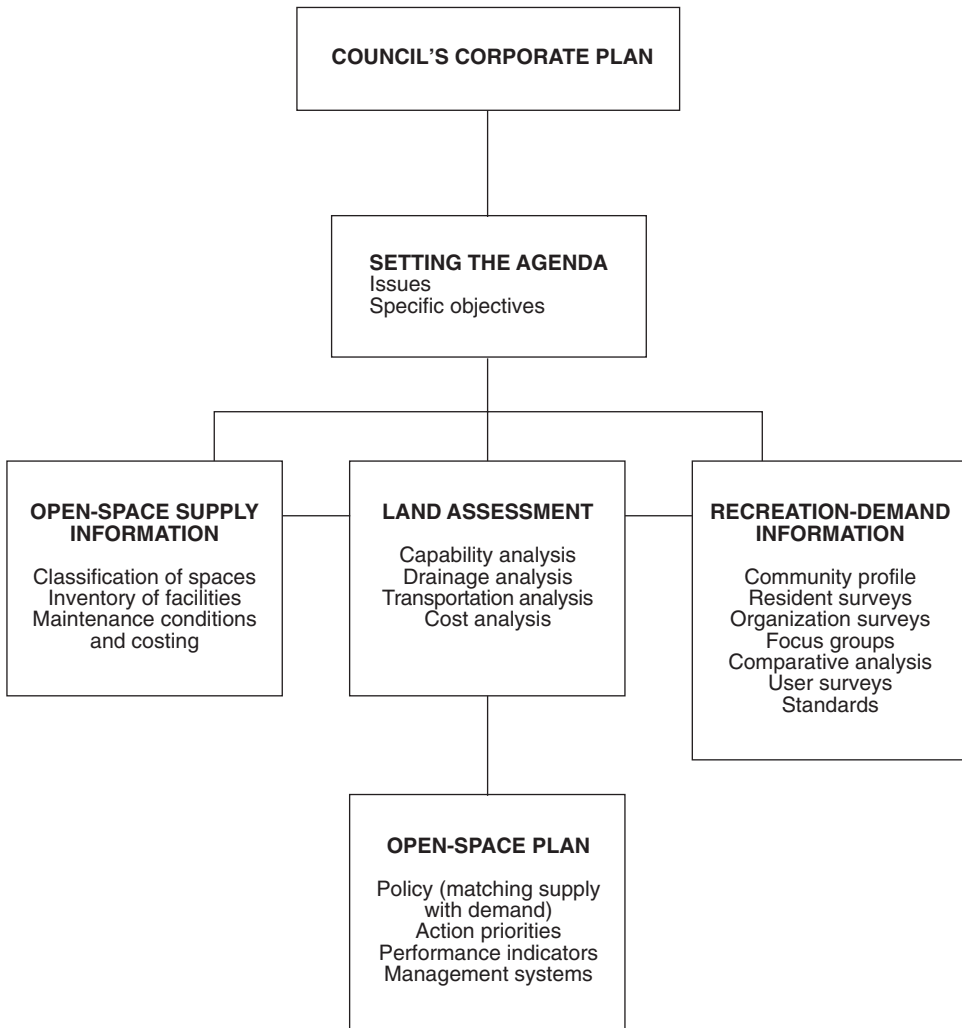 COUNCIL'S CORPORATE PLAN
SETTING THE AGENDA
Issues
Specific objectives
OPEN-SPACE SUPPLY
INFORMATION
Classification of spaces
Inventory of facilities
Maintenance conditions
and costing
LAND ASSESSMENT
Capability analysis
Drainage analysis
Transportation analysis
Cost analysis
RECREATION-DEMAND
INFORMATION
Community profile
Resident surveys
Organization surveys
Focus groups
Comparative analysis
User surveys
Standards
OPEN-SPACE PLAN
Policy (matching supply
with demand)
Action priorities
Performance indicators
Management systems